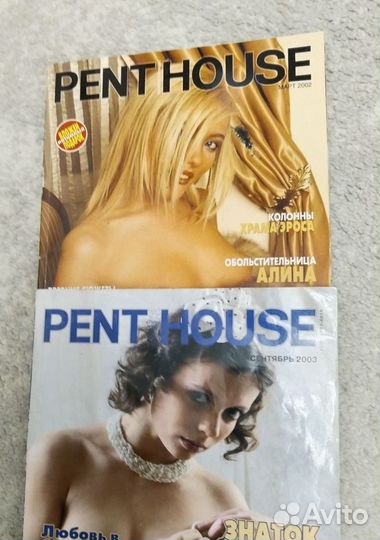 PENT HOUSE
МАРТ 2002
КОЛОННЫ
ХРАМА ЭРОСА
ОБОЛЬСТИТЕЛЬНИЦА
АЛИНА
PENT HOUSE
СЕНТЯБРЬ 2003
Любовь в
ЗНАТОК
Avito